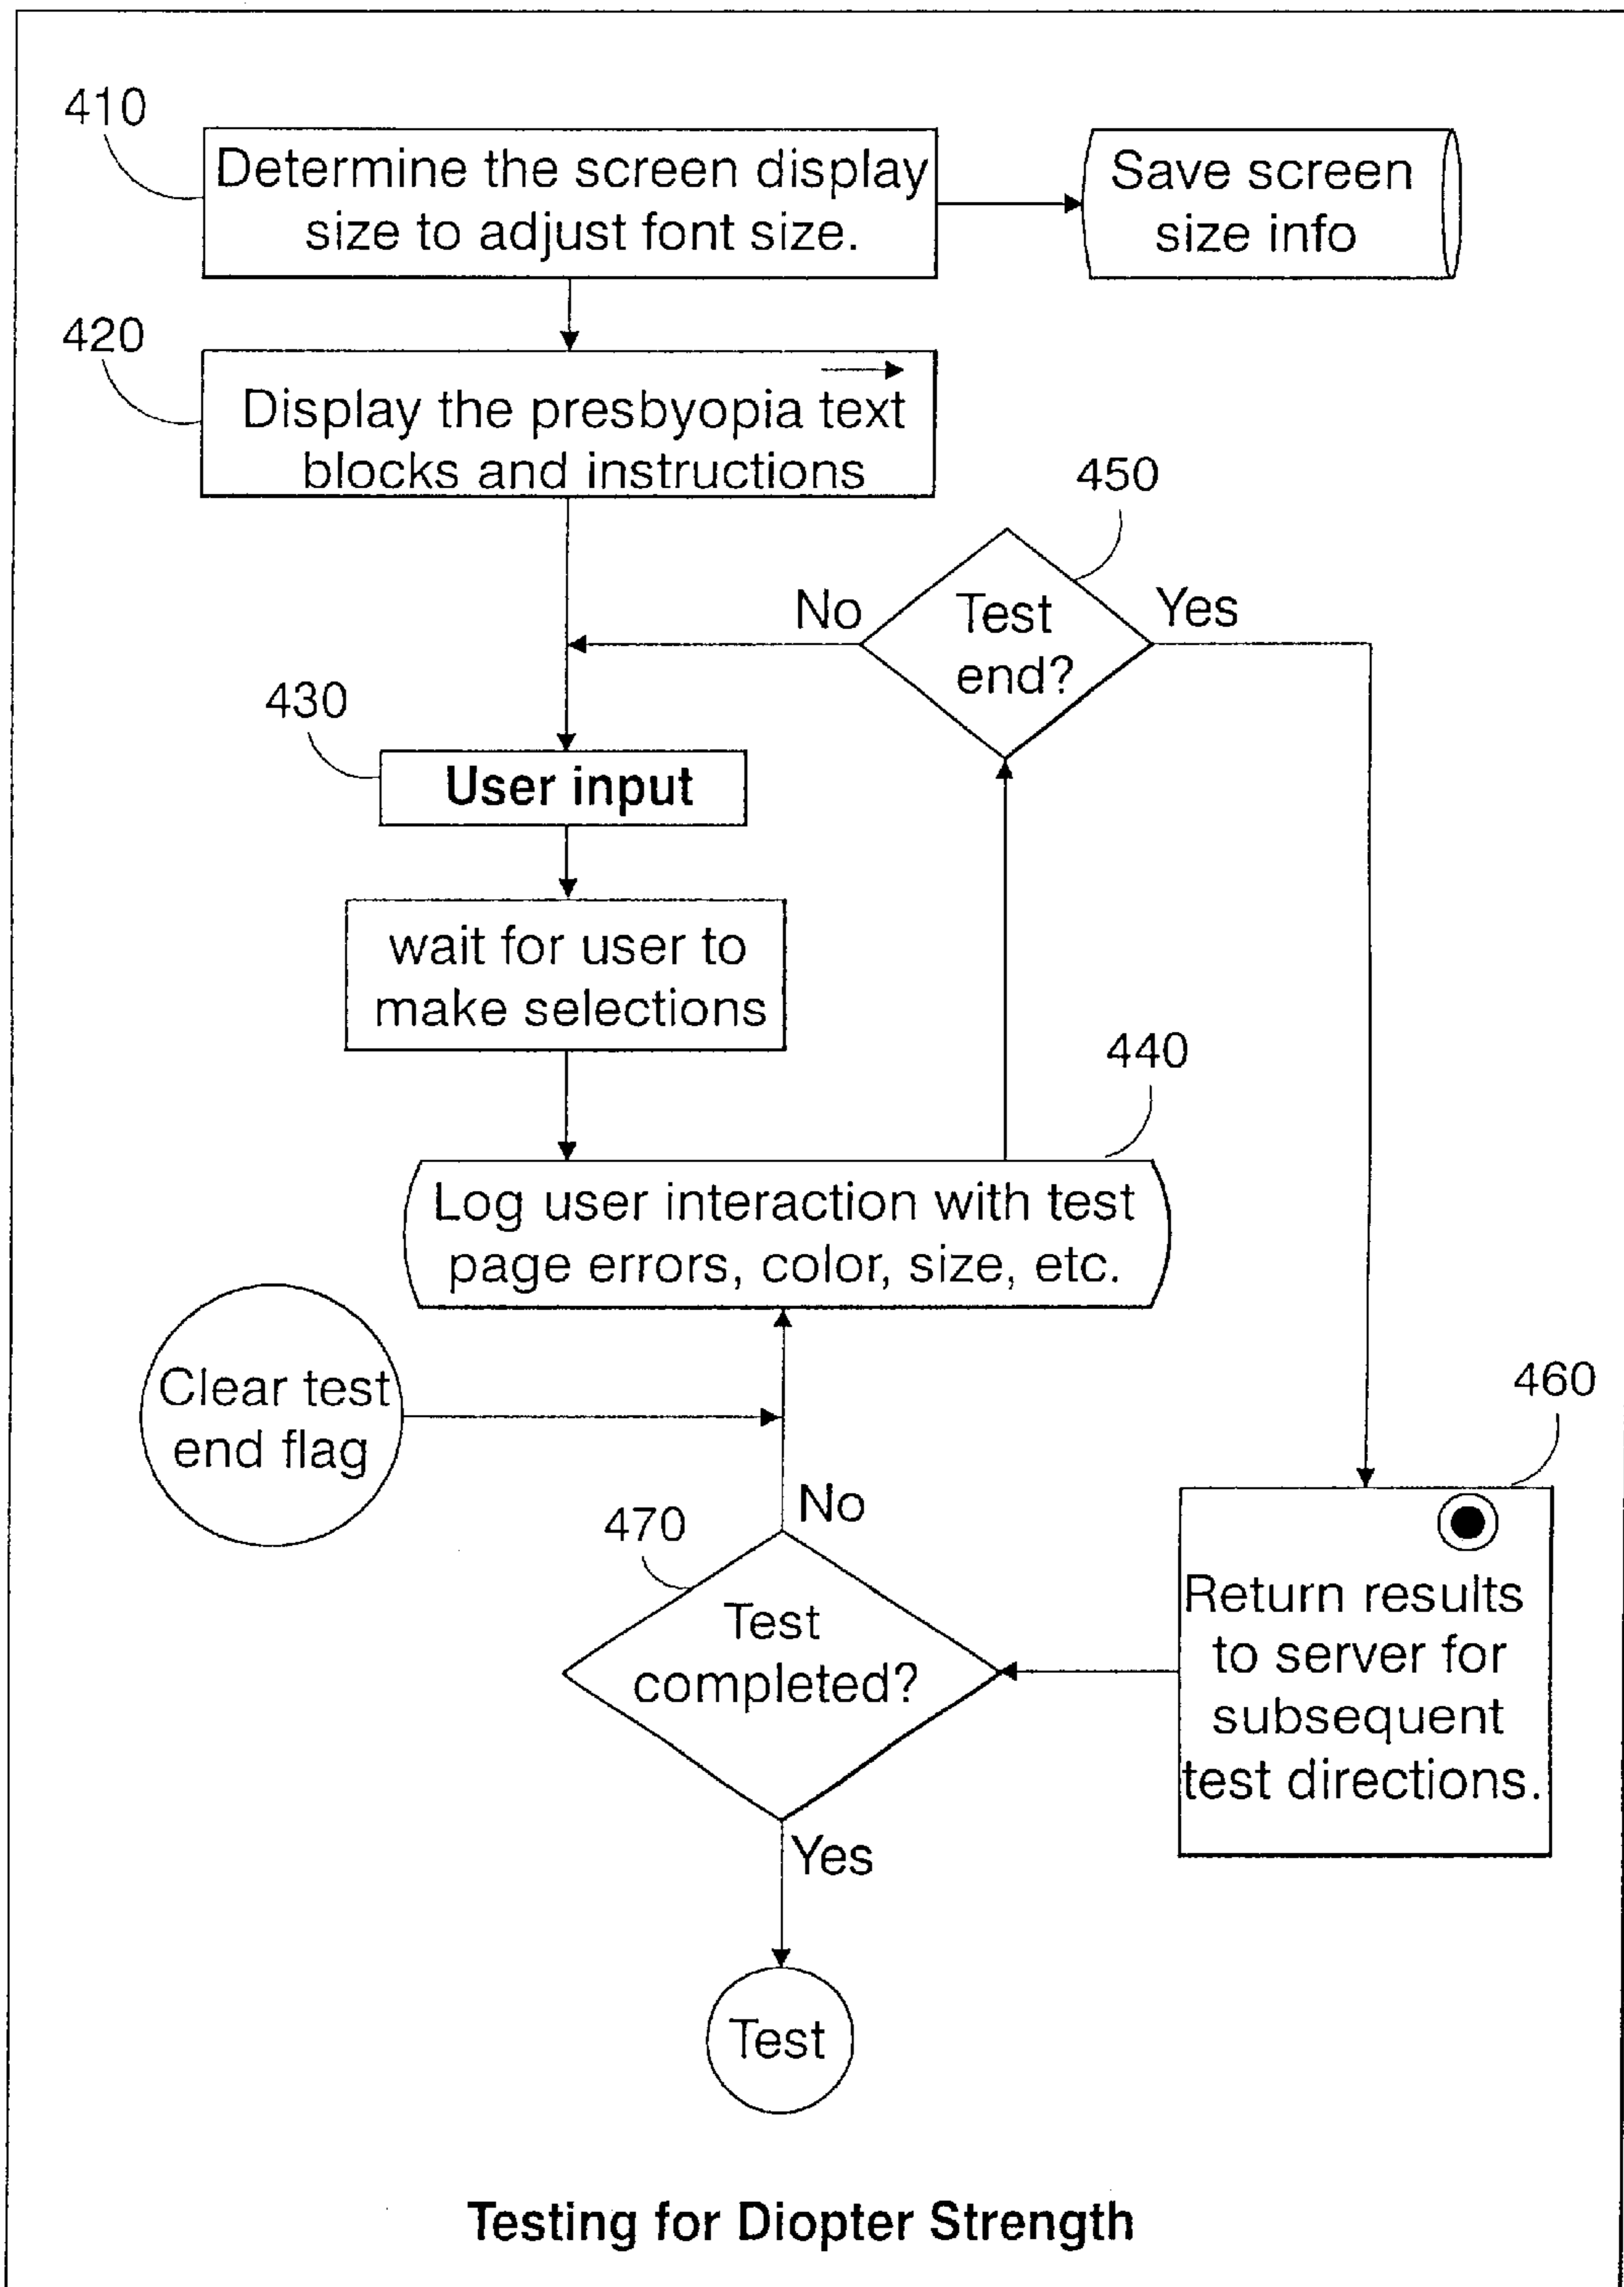 410
Determine the screen display
size to adjust font size.
Save screen
size info
420
Display the presbyopia text
blocks and instructions
450
No
Test
end?
Yes
430
User input
wait for user to
make selections
440
Log user interaction with test
page errors, color, size, etc.
Clear test
end flag
460
No
470
Test
completed?
Return results
to server for
subsequent
test directions.
Yes
Test
Testing for Diopter Strength